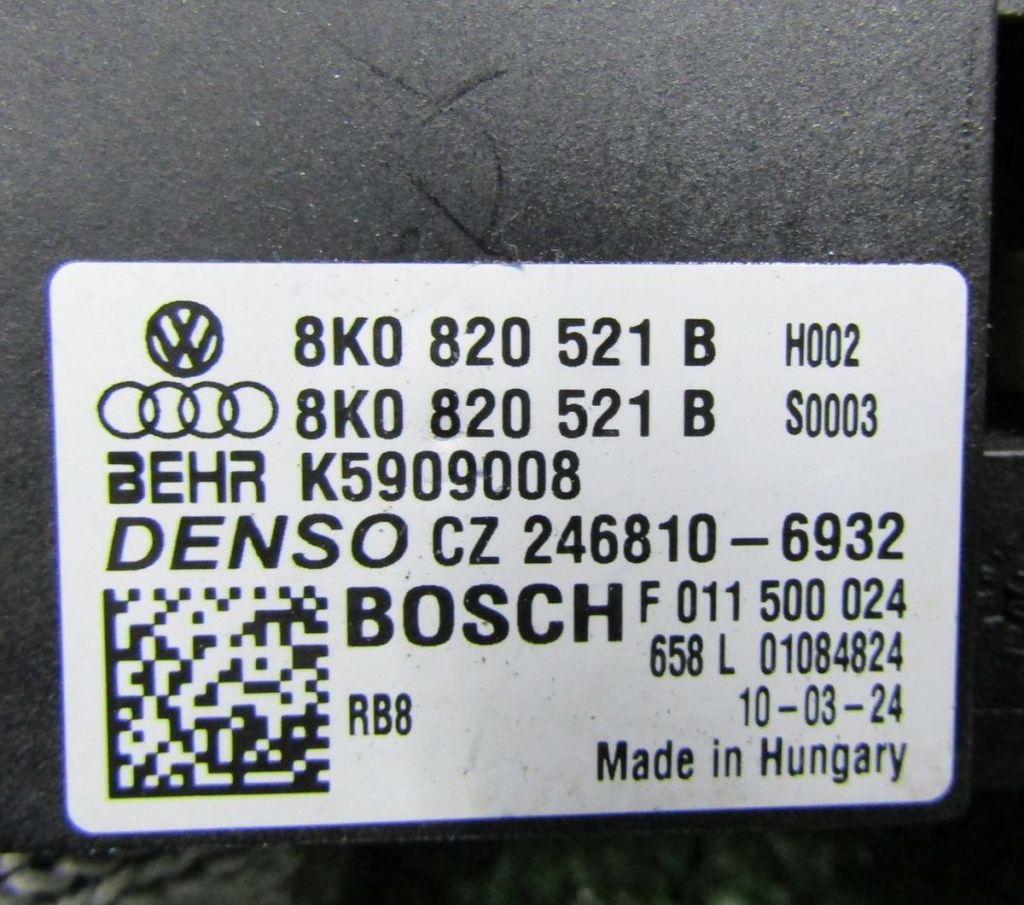 8K0 820 521 B H002
8K0 820 521 B S0003
BEHR K5909008
DENSO CZ 246810-6932
BOSCH F 011 500 024
658 L 01084824
RB8 10-03-24
Made in Hungary